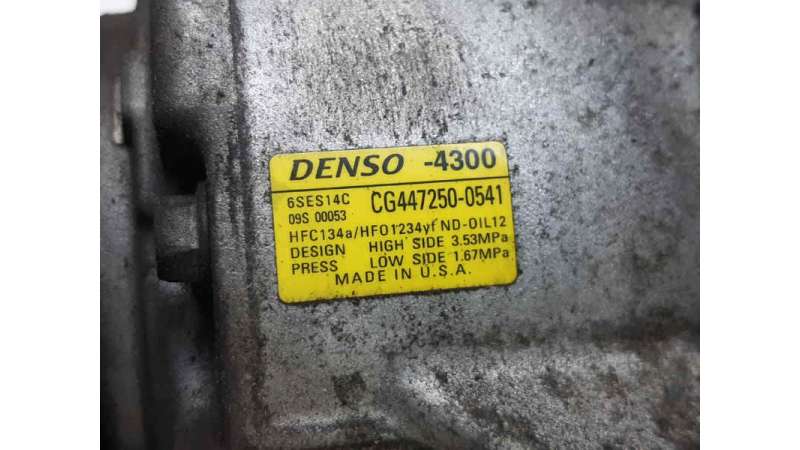 DENSO -4300
6SES14C CG447250-0541
09S 00053
HFC134a/HFO1234yf ND-OIL12
DESIGN HIGH SIDE 3.53MPa
PRESS LOW SIDE 1.67MPa
MADE IN U.S.A.